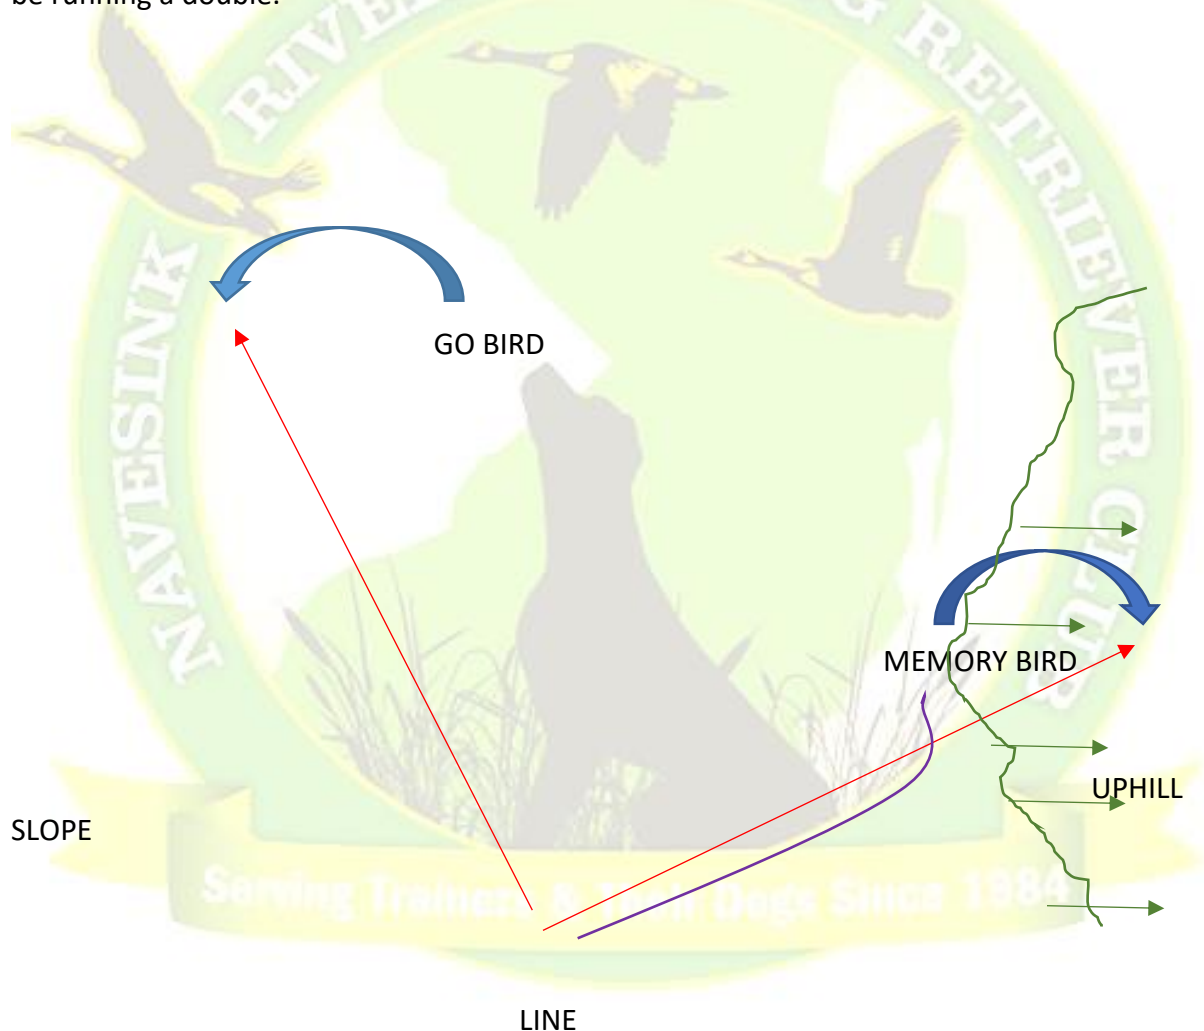 be running a double.
NAVESINK
RETRIEVER CLUB
GO BIRD
MEMORY BIRD
UPHILL
SLOPE
Serving Trainers & Their Dogs Since 1984
LINE